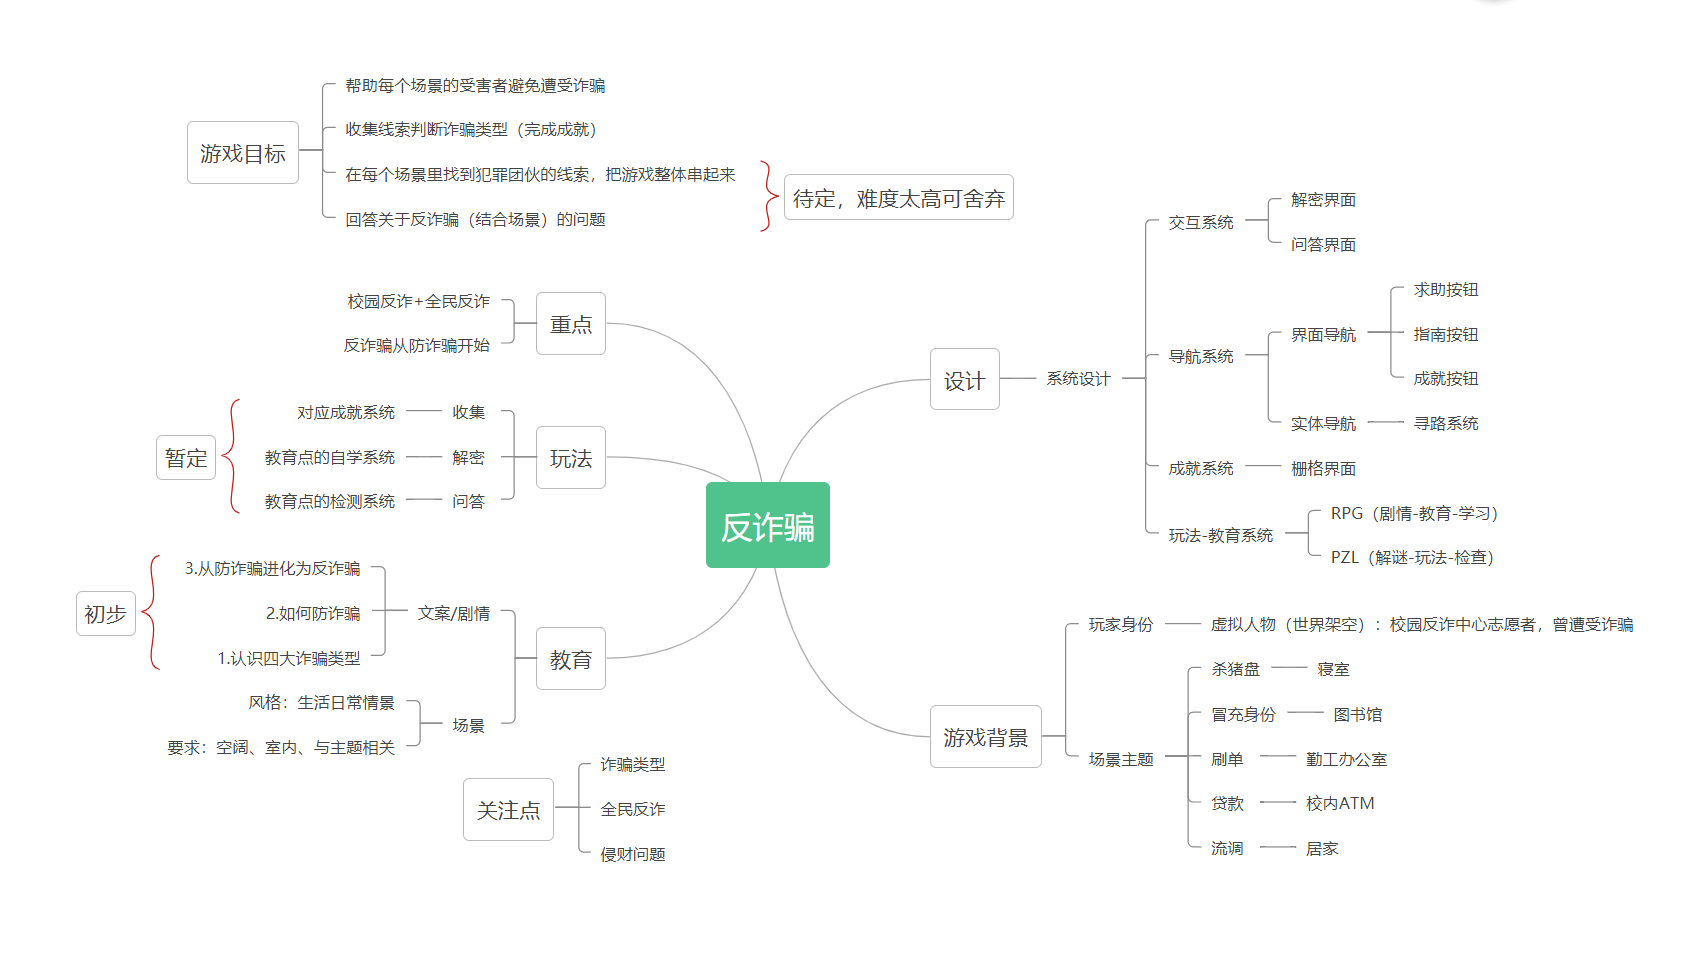 游戏目标
帮助每个场景的受害者避免遭受诈骗
收集线索判断诈骗类型（完成成就）
在每个场景里找到犯罪团伙的线索，把游戏整体串起来
回答关于反诈骗（结合场景）的问题
待定，难度太高可舍弃
重点
校园反诈+全民反诈
反诈骗从防诈骗开始
玩法
收集
对应成就系统
解密
教育点的自学系统
问答
教育点的检测系统
暂定
反诈骗
教育
文案/剧情
3.从防诈骗进化为反诈骗
2.如何防诈骗
1.认识四大诈骗类型
初步
场景
风格：生活日常情景
要求：空阔、室内、与主题相关
关注点
诈骗类型
全民反诈
侵财问题
设计
系统设计
交互系统
解密界面
问答界面
导航系统
界面导航
求助按钮
指南按钮
成就按钮
实体导航
寻路系统
成就系统
栅格界面
玩法-教育系统
RPG（剧情-教育-学习）
PZL（解谜-玩法-检查）
游戏背景
玩家身份
虚拟人物（世界架空）：校园反诈中心志愿者，曾遭受诈骗
场景主题
杀猪盘
寝室
冒充身份
图书馆
刷单
勤工办公室
贷款
校内ATM
流调
居家